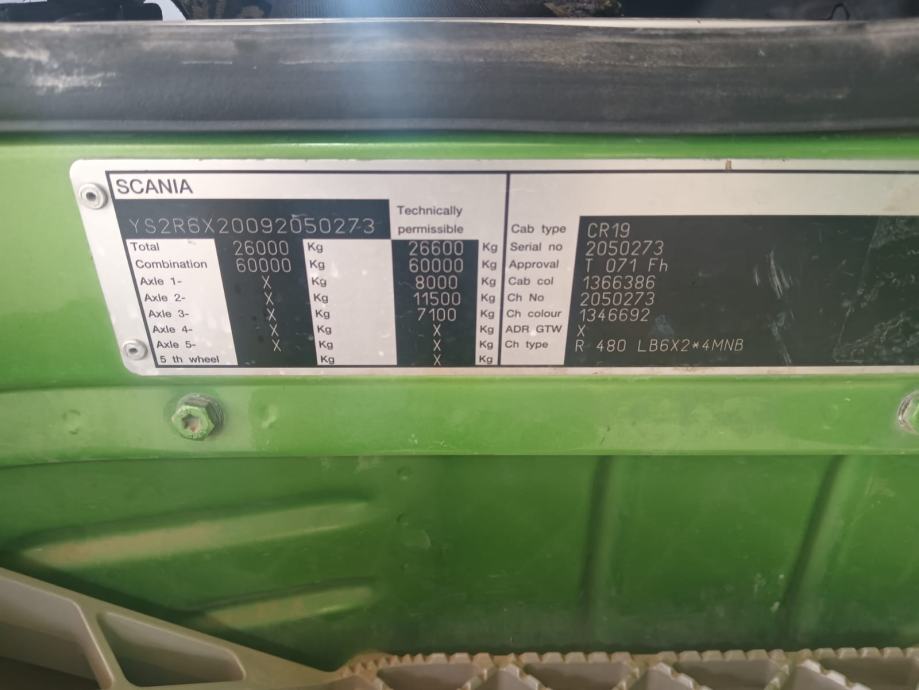 SCANIA
YS2R6X20092050273
Technically
permissible
Total 26000 Kg 26600 Kg
Combination 60000 Kg 60000 Kg
Axle 1- X Kg 8000 Kg
Axle 2- X Kg 11500 Kg
Axle 3- X Kg 7100 Kg
Axle 4- X Kg X Kg
Axle 5- X Kg X Kg
5 th wheel Kg X Kg
Cab type CR19
Serial no 2050273
Approval T 071 Fh
Cab col 1366386
Ch No 2050273
Ch colour 1346692
ADR GTW X
Ch type R 480 LB6X2*4MNB